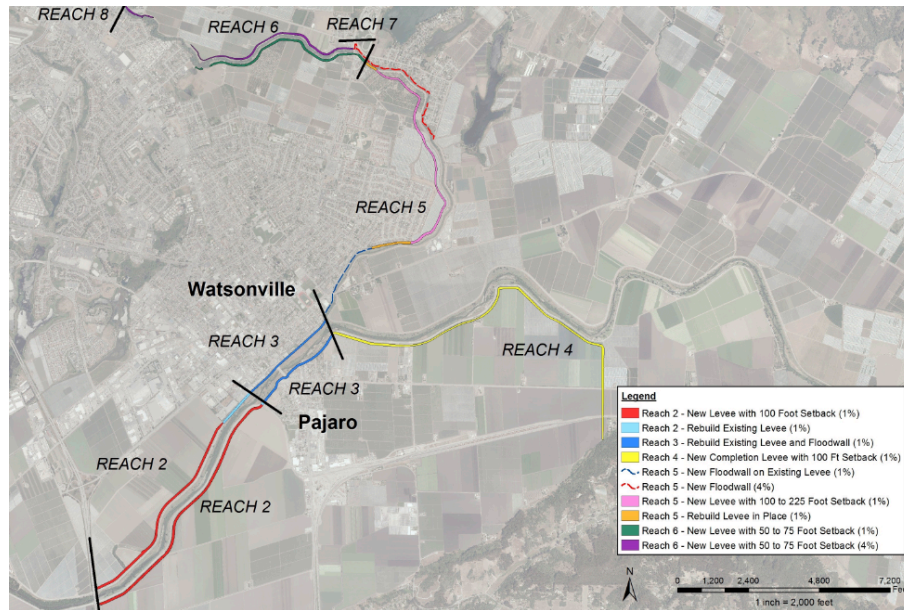 REACH 8
REACH 6
REACH 7
REACH 5
Watsonville
REACH 3
REACH 4
REACH 3
Pajaro
REACH 2
REACH 2
Legend
Reach 2 - New Levee with 100 Foot Setback (1%)
Reach 2 - Rebuild Existing Levee (1%)
Reach 3 - Rebuild Existing Levee and Floodwall (1%)
Reach 4 - New Completion Levee with 100 Ft Setback (1%)
Reach 5 - New Floodwall on Existing Levee (1%)
Reach 5 - New Floodwall (4%)
Reach 5 - New Levee with 100 to 225 Foot Setback (1%)
Reach 5 - Rebuild Levee in Place (1%)
Reach 6 - New Levee with 50 to 75 Foot Setback (1%)
Reach 6 - New Levee with 50 to 75 Foot Setback (4%)
N
0 1,200 2,400 4,800 7,200
Fee
1 inch = 2,000 feet